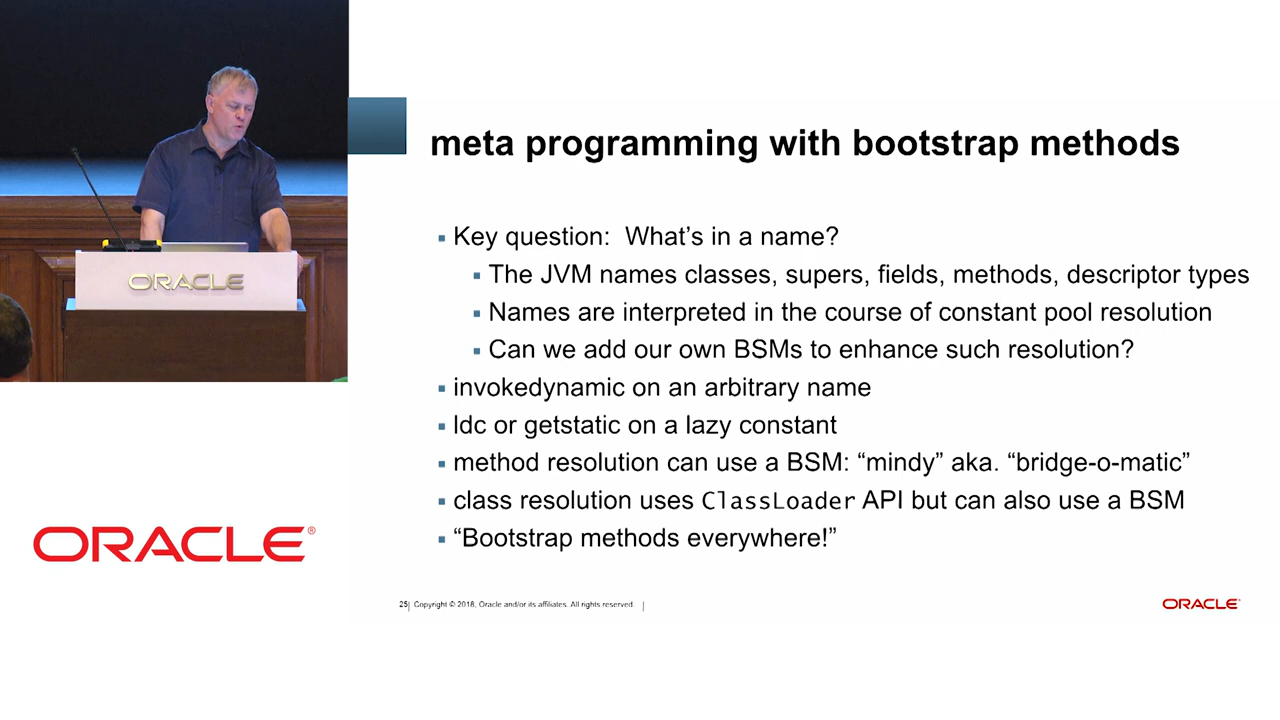 ORACLE
meta programming with bootstrap methods
▪ Key question: What’s in a name?
▪ The JVM names classes, supers, fields, methods, descriptor types
▪ Names are interpreted in the course of constant pool resolution
▪ Can we add our own BSMs to enhance such resolution?
▪ invokedynamic on an arbitrary name
▪ ldc or getstatic on a lazy constant
▪ method resolution can use a BSM: “mindy” aka. “bridge-o-matic”
▪ class resolution uses ClassLoader API but can also use a BSM
▪ “Bootstrap methods everywhere!”
ORACLE®
25| Copyright © 2018, Oracle and/or its affiliates. All rights reserved. |
ORACLE®